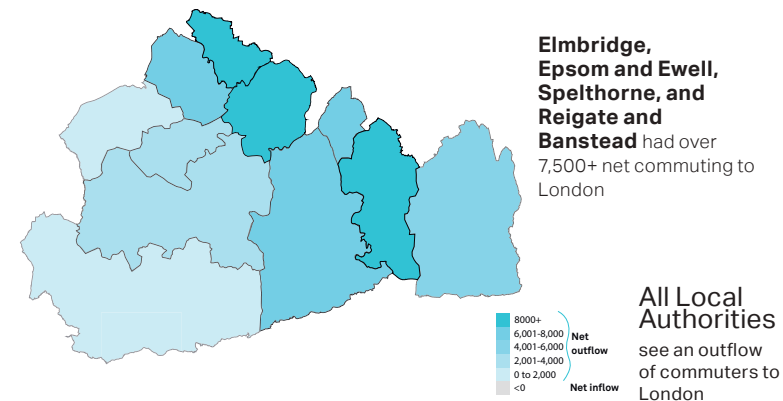 Elmbridge,
Epsom and Ewell,
Spelthorne, and
Reigate and
Banstead had over
7,500+ net commuting to
London
8000+
6,001-8,000
4,001-6,000
2,001-4,000
0 to 2,000
<0
Net
outflow
Net inflow
All Local
Authorities
see an outflow
of commuters to
London